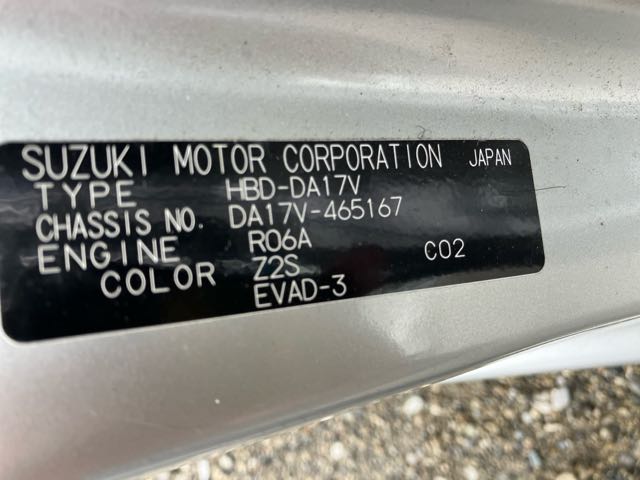 SUZUKI MOTOR CORPORATION JAPAN
TYPE HBD-DA17V
CHASSIS NO. DA17V-465167
ENGINE R06A
COLOR Z2S C02
EVAD-3